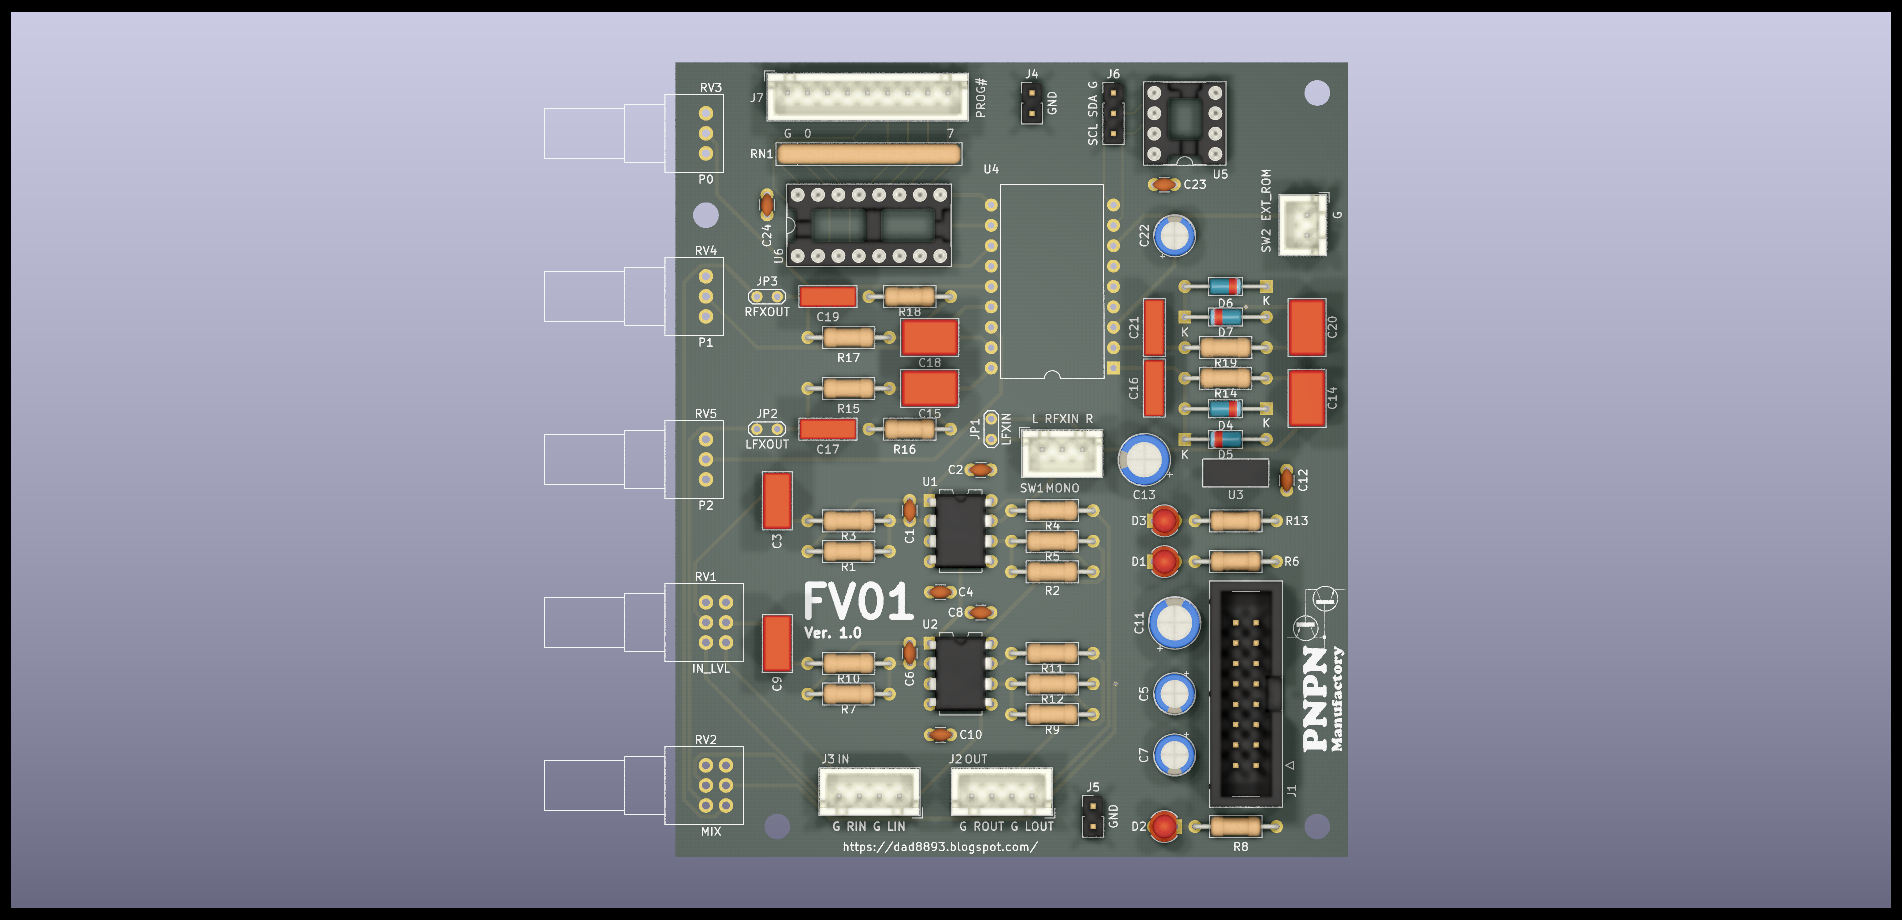 RV3
J7
PROG#
J4
GND
J6
SCL SDA G
G 0 7
RN1
P0
U4
U5
C23
C24
U6
C22
SW2 EXT_ROM
G
RV4
JP3
RFXOUT
C19
R18
C21
D6
K
K
D7
C20
P1
R17
C18
R19
C16
R14
C14
R15
C15
D4
K
RV5
JP2
LFXOUT
C17
R16
JP1
LFXIN
L RFXIN R
K
D5
P2
C2
U1
SW1 MONO
C13
U3
C12
C3
R3
C1
R4
D3
R13
R1
R5
D1
R6
RV1
FV01
Ver. 1.0
C4
R2
C8
U2
C11
IN_LVL
C9
R10
C6
R11
R7
R12
C5
R9
PNPN
Manufactory
RV2
C10
C7
J3 IN
J2 OUT
J5
GND
J1
MIX
G RIN G LIN
G ROUT G LOUT
D2
R8
https://dad8893.blogspot.com/